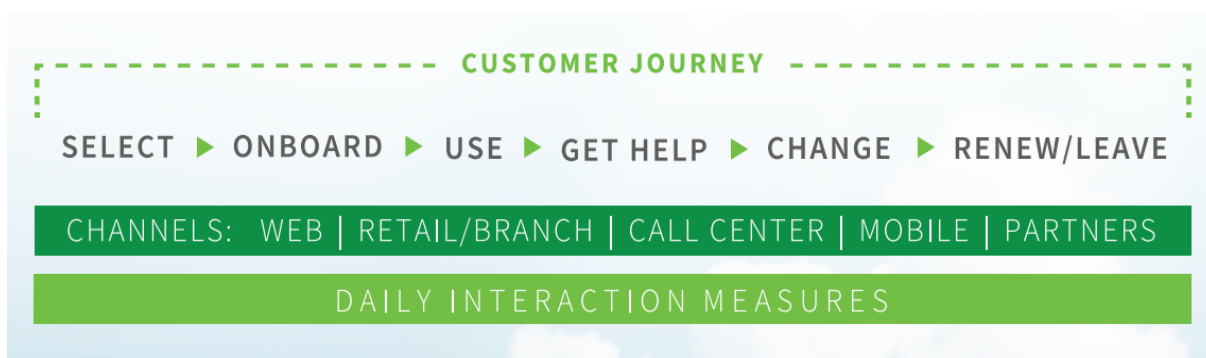 CUSTOMER JOURNEY
SELECT ▶ ONBOARD ▶ USE ▶ GET HELP ▶ CHANGE ▶ RENEW/LEAVE
CHANNELS: WEB | RETAIL/BRANCH | CALL CENTER | MOBILE | PARTNERS
DAILY INTERACTION MEASURES